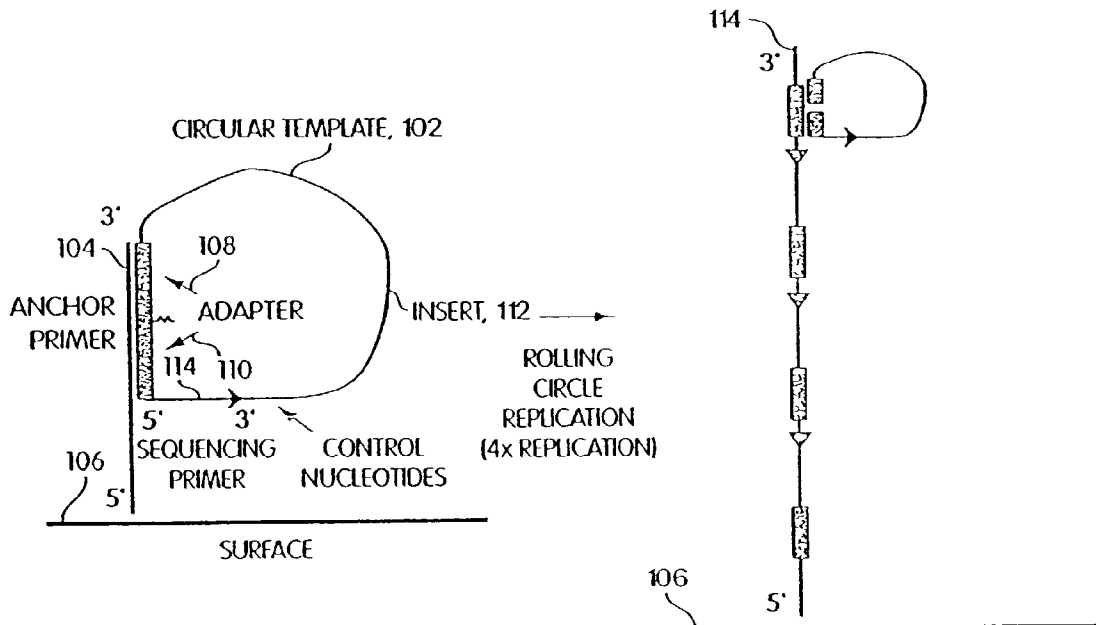 114
3'
CIRCULAR TEMPLATE, 102
3'
104
108
ANCHOR
PRIMER
ADAPTER
INSERT, 112
110
114
ROLLING
CIRCLE
REPLICATION
(4x REPLICATION)
5'
3'
SEQUENCING
PRIMER
CONTROL
NUCLEOTIDES
106
5'
SURFACE
106
5'